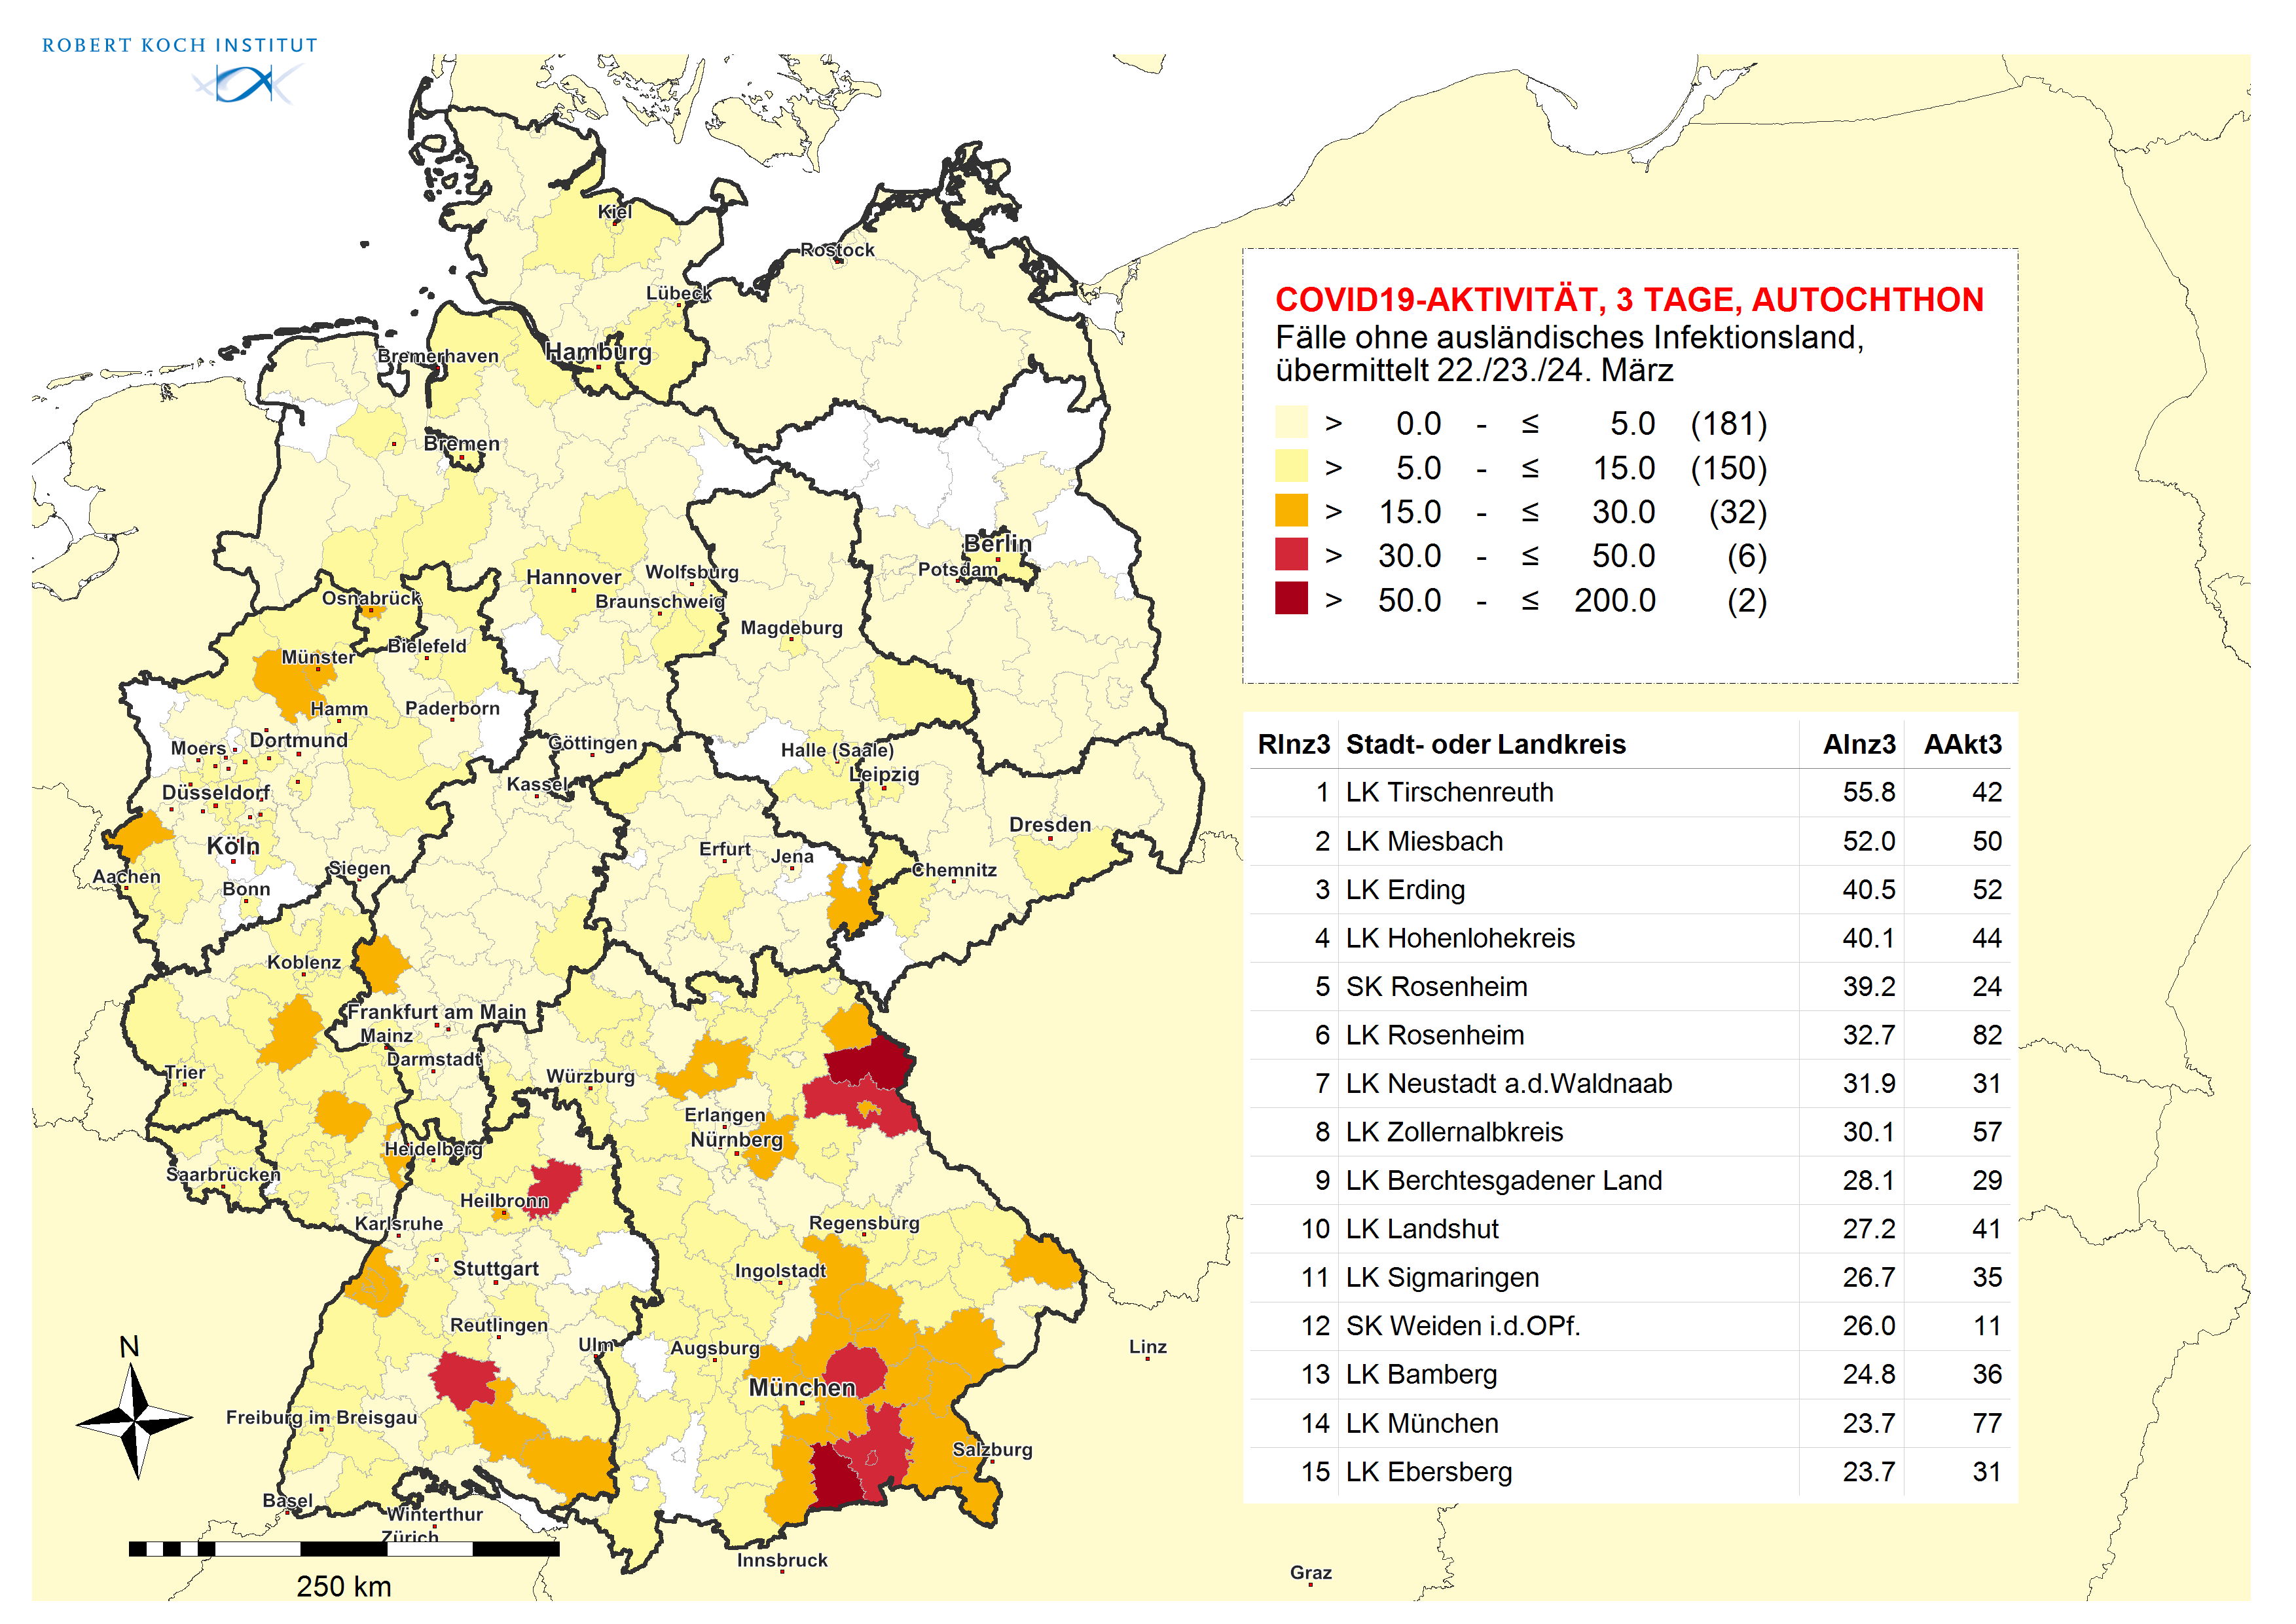 ROBERT KOCH INSTITUT
Kiel
Rostock
Lübeck
Hamburg
Bremerhaven
Bremen
Berlin
Potsdam
Hannover
Wolfsburg
Braunschweig
Osnabrück
Magdeburg
Bielefeld
Münster
Hamm
Paderborn
Moers
Dortmund
Göttingen
Halle (Saale)
Leipzig
Kassel
Düsseldorf
Dresden
Köln
Erfurt
Jena
Aachen
Siegen
Chemnitz
Bonn
Koblenz
Frankfurt am Main
Mainz
Darmstadt
Trier
Würzburg
Erlangen
Nürnberg
Heidelberg
Saarbrücken
Heilbronn
Karlsruhe
Regensburg
Stuttgart
Ingolstadt
Reutlingen
Ulm
Augsburg
Linz
München
Freiburg im Breisgau
Salzburg
Basel
Winterthur
Zürich
Innsbruck
Graz
N
250 km
COVID19-AKTIVITÄT, 3 TAGE, AUTOCHTHON
Fälle ohne ausländisches Infektionsland,
übermittelt 22./23./24. März
> 0.0 - ≤ 5.0 (181)
> 5.0 - ≤ 15.0 (150)
> 15.0 - ≤ 30.0 (32)
> 30.0 - ≤ 50.0 (6)
> 50.0 - ≤ 200.0 (2)
RInz3 Stadt- oder Landkreis AInz3 AAkt3
1 LK Tirschenreuth 55.8 42
2 LK Miesbach 52.0 50
3 LK Erding 40.5 52
4 LK Hohenlohekreis 40.1 44
5 SK Rosenheim 39.2 24
6 LK Rosenheim 32.7 82
7 LK Neustadt a.d.Waldnaab 31.9 31
8 LK Zollernalbkreis 30.1 57
9 LK Berchtesgadener Land 28.1 29
10 LK Landshut 27.2 41
11 LK Sigmaringen 26.7 35
12 SK Weiden i.d.OPf. 26.0 11
13 LK Bamberg 24.8 36
14 LK München 23.7 77
15 LK Ebersberg 23.7 31